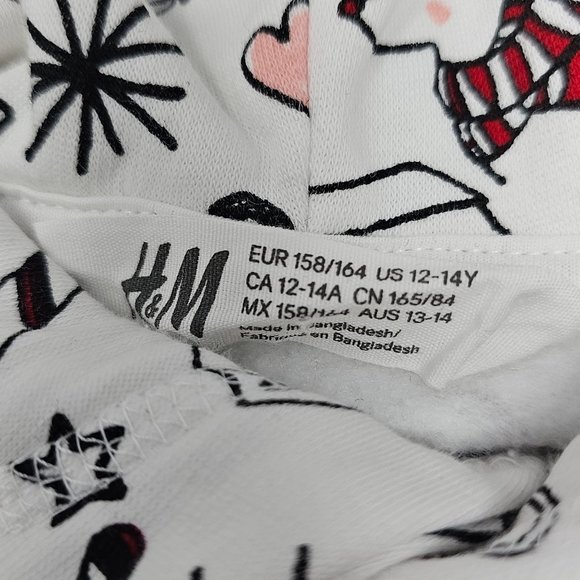 H&M
EUR 158/164 US 12-14Y
CA 12-14A CN 165/84
MX 158/164 AUS 13-14
Made in Bangladesh/
Fabriqué en Bangladesh